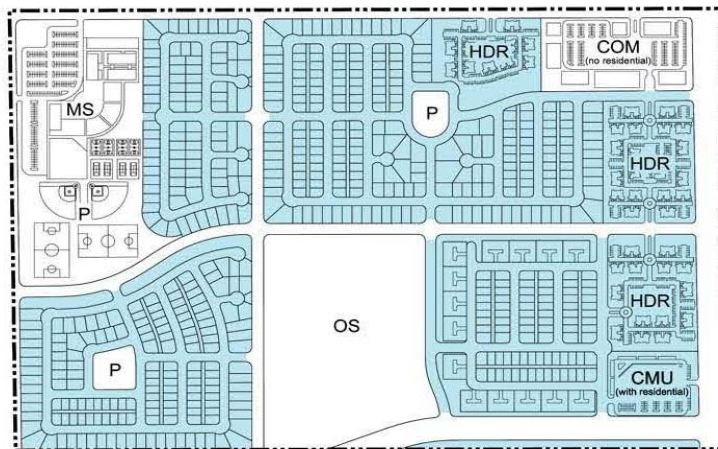 HDR
COM
(no residential)
MS
P
HDR
P
HDR
OS
P
CMU
(with residential)